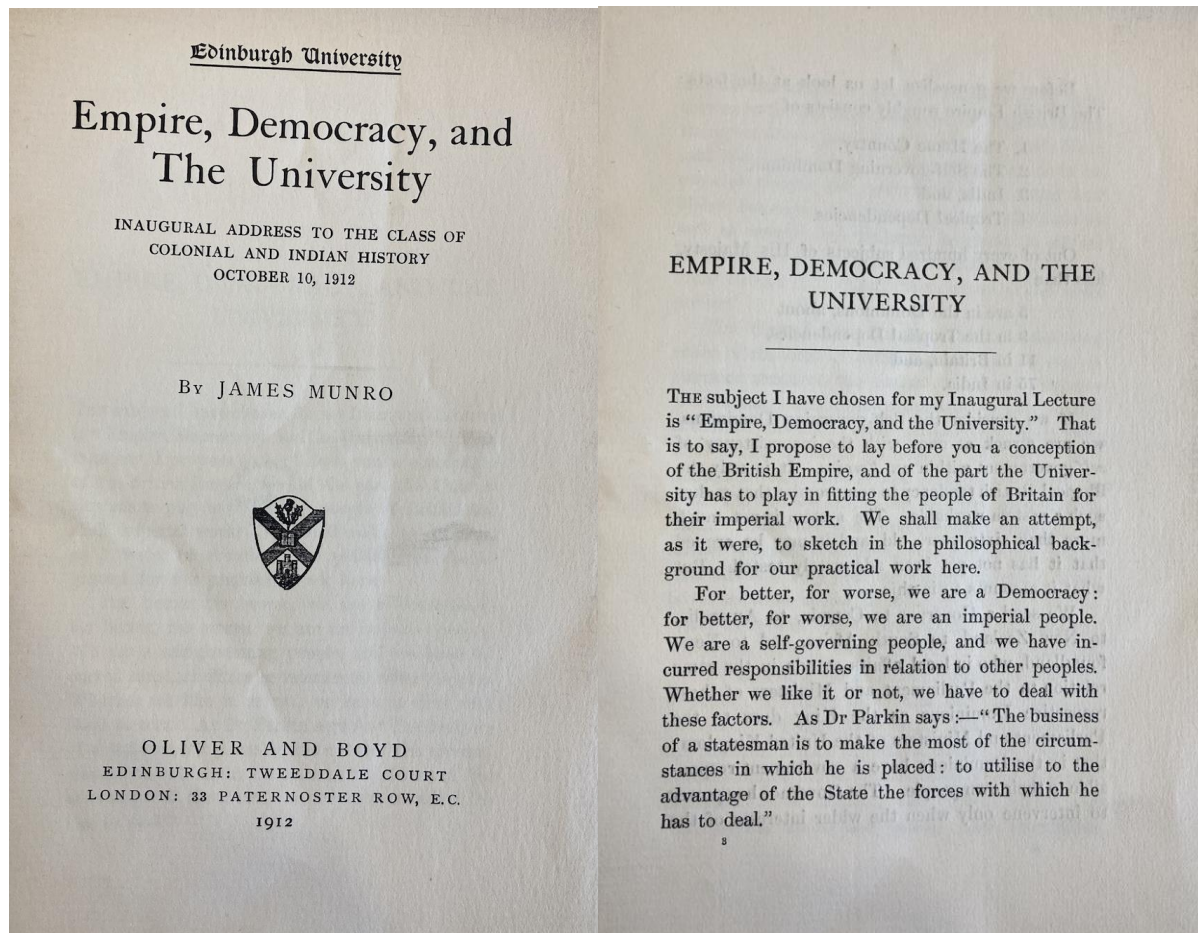 Edinburgh University
Empire, Democracy, and
The University
INAUGURAL ADDRESS TO THE CLASS OF
COLONIAL AND INDIAN HISTORY
OCTOBER 10, 1912
By JAMES MUNRO
OLIVER AND BOYD
EDINBURGH: TWEEDDALE COURT
LONDON: 33 PATERNOSTER ROW, E.C.
1912
EMPIRE, DEMOCRACY, AND THE
UNIVERSITY
THE subject I have chosen for my Inaugural Lecture
is “Empire, Democracy, and the University.” That
is to say, I propose to lay before you a conception
of the British Empire, and of the part the Univer-
sity has to play in fitting the people of Britain for
their imperial work. We shall make an attempt,
as it were, to sketch in the philosophical back-
ground for our practical work here.
For better, for worse, we are a Democracy:
for better, for worse, we are an imperial people.
We are a self-governing people, and we have in-
curred responsibilities in relation to other peoples.
Whether we like it or not, we have to deal with
these factors. As Dr Parkin says :—“The business
of a statesman is to make the most of the circum-
stances in which he is placed: to utilise to the
advantage of the State the forces with which he
has to deal.”
3